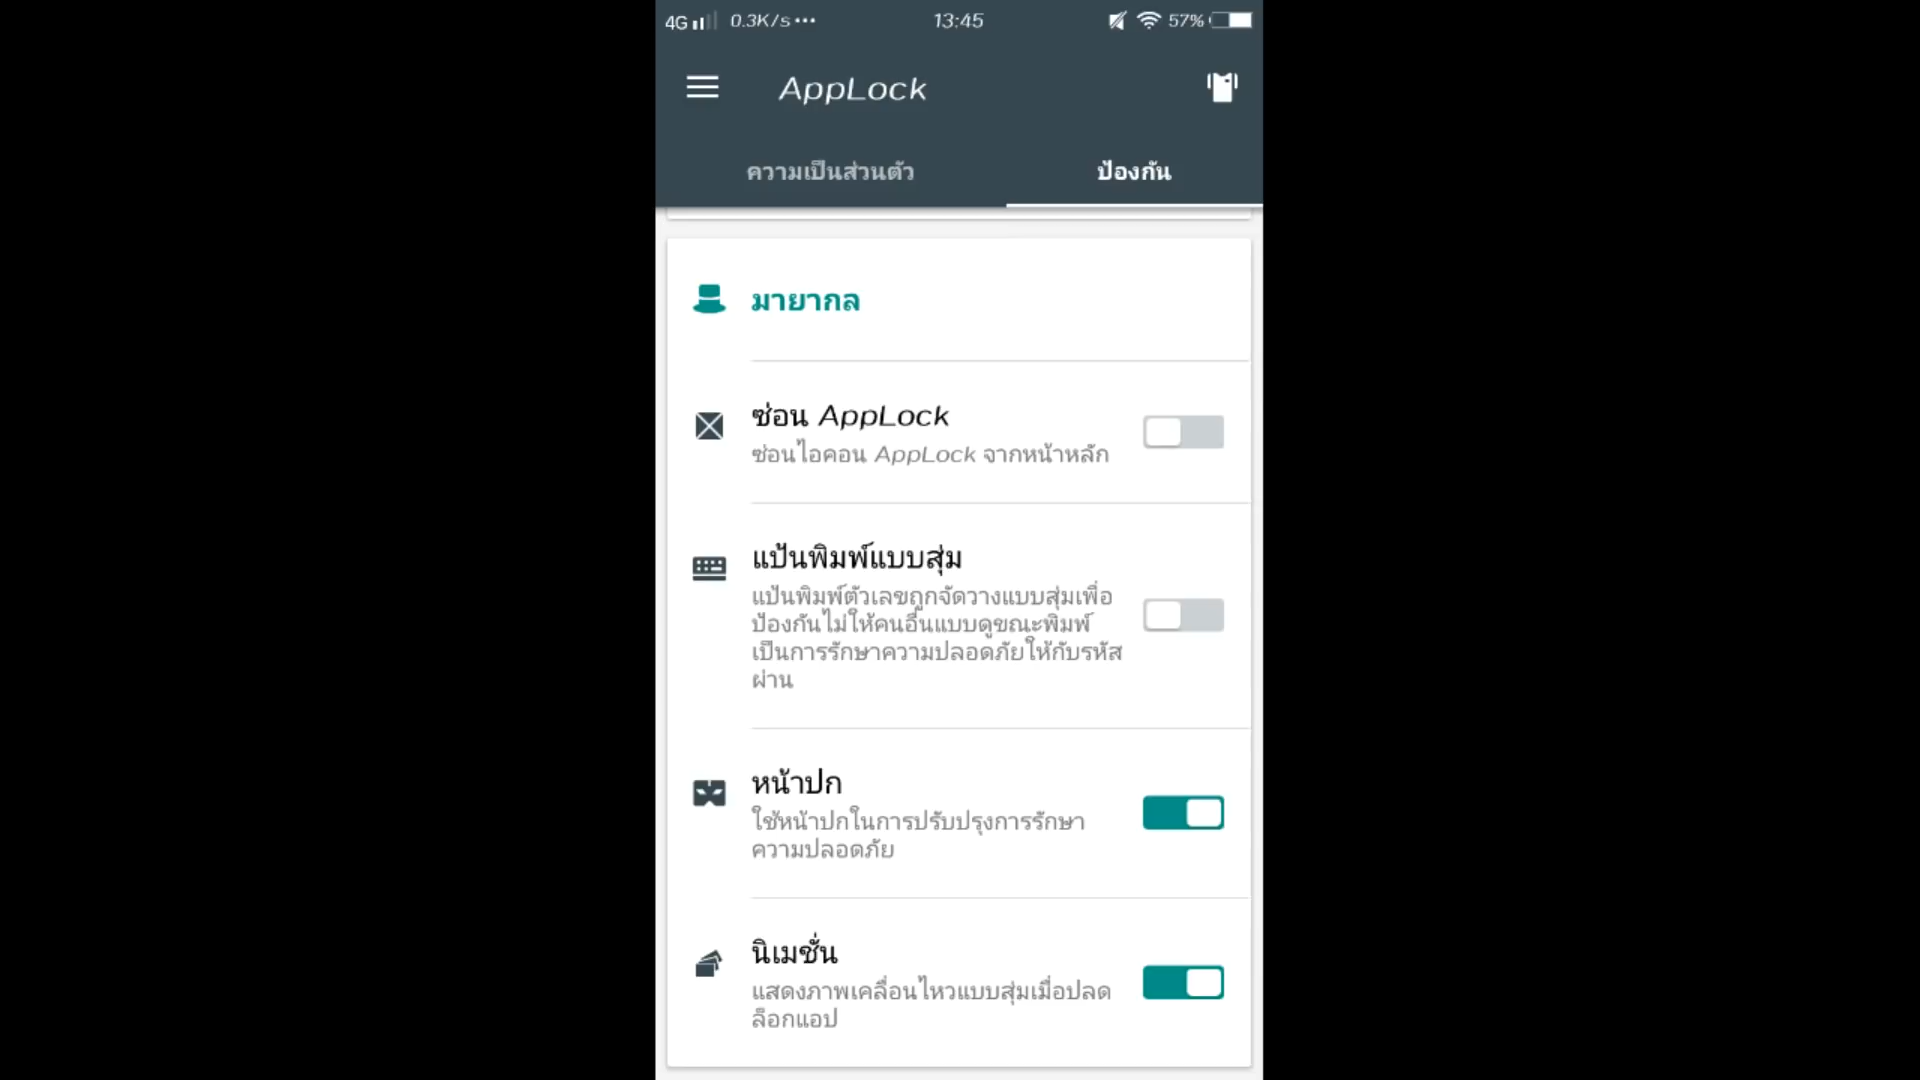 4G 0.3K/s... 13:45 57%
AppLock
ความเป็นส่วนตัว ป้องกัน
มายากล
ซ่อน AppLock
ซ่อนไอคอน AppLock จากหน้าหลัก
แป้นพิมพ์แบบสุ่ม
แป้นพิมพ์ตัวเลขถูกจัดวางแบบสุ่มเพื่อ
ป้องกันไม่ให้คนอื่นแบบดูขณะพิมพ์
เป็นการรักษาความปลอดภัยให้กับรหัส
ผ่าน
หน้าปก
ใช้หน้าปกในการปรับปรุงการรักษา
ความปลอดภัย
นิเมชั่น
แสดงภาพเคลื่อนไหวแบบสุ่มเมื่อปลด
ล็อกแอป